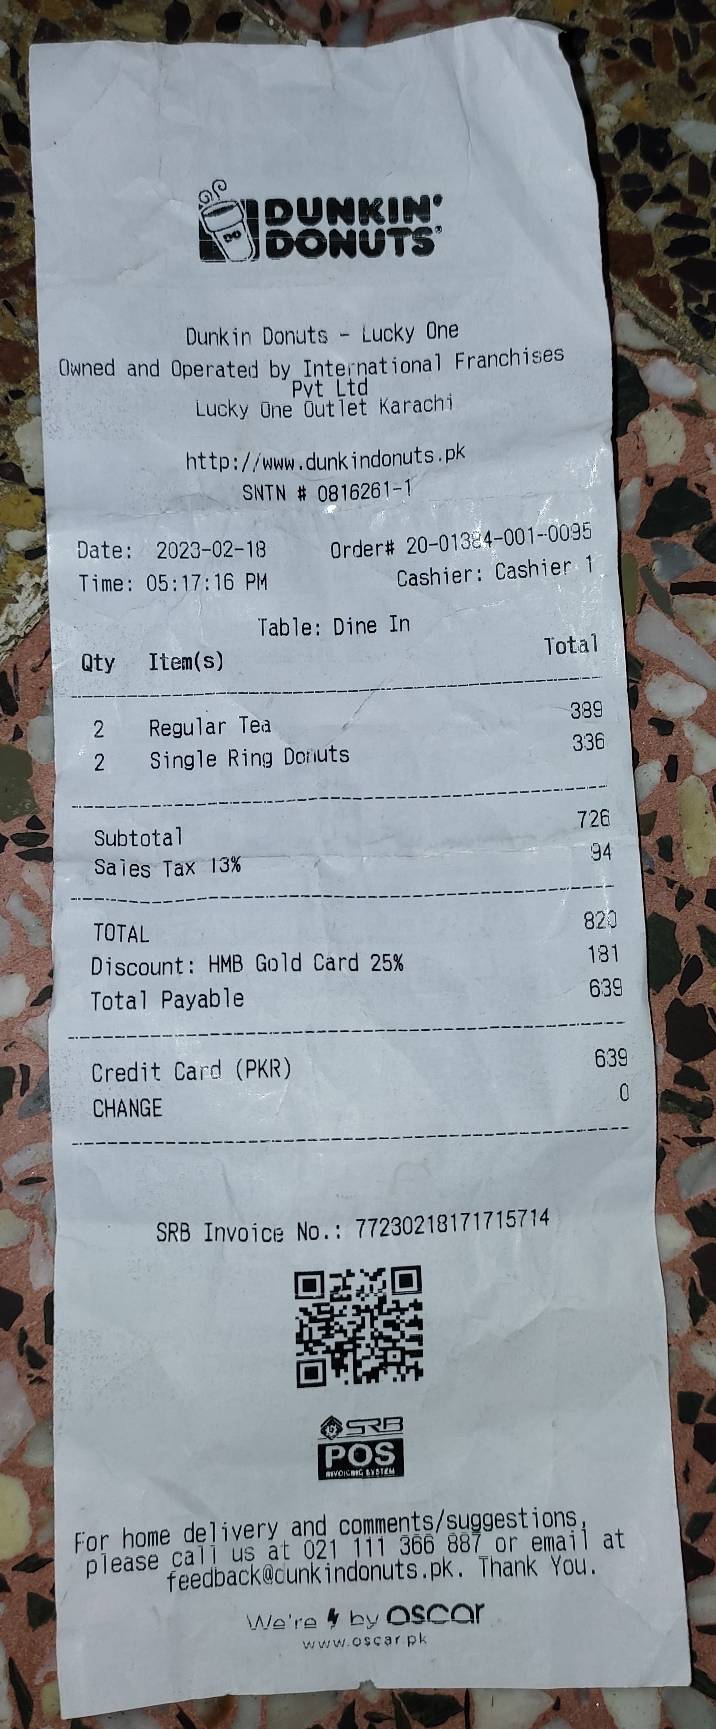 DUNKIN'
DONUTS
Dunkin Donuts - Lucky One
Owned and Operated by International Franchises
Pvt Ltd
Lucky One Outlet Karachi
http://www.dunkindonuts.pk
SNTN # 0816261-1
Date: 2023-02-18 Order# 20-01384-001-0095
Time: 05:17:16 PM Cashier: Cashier 1
Table: Dine In
Qty Item(s) Total
2 Regular Tea 389
2 Single Ring Donuts 336
Subtotal 726
Sales Tax 13% 94
TOTAL 820
Discount: HMB Gold Card 25% 181
Total Payable 639
Credit Card (PKR) 639
CHANGE 0
SRB Invoice No.: 77230218171715714
SRB
POS
INVOICING SYSTEM
For home delivery and comments/suggestions,
please call us at 021 111 366 887 or email at
feedback@dunkindonuts.pk. Thank You.
We're by oscar
www.oscar.pk